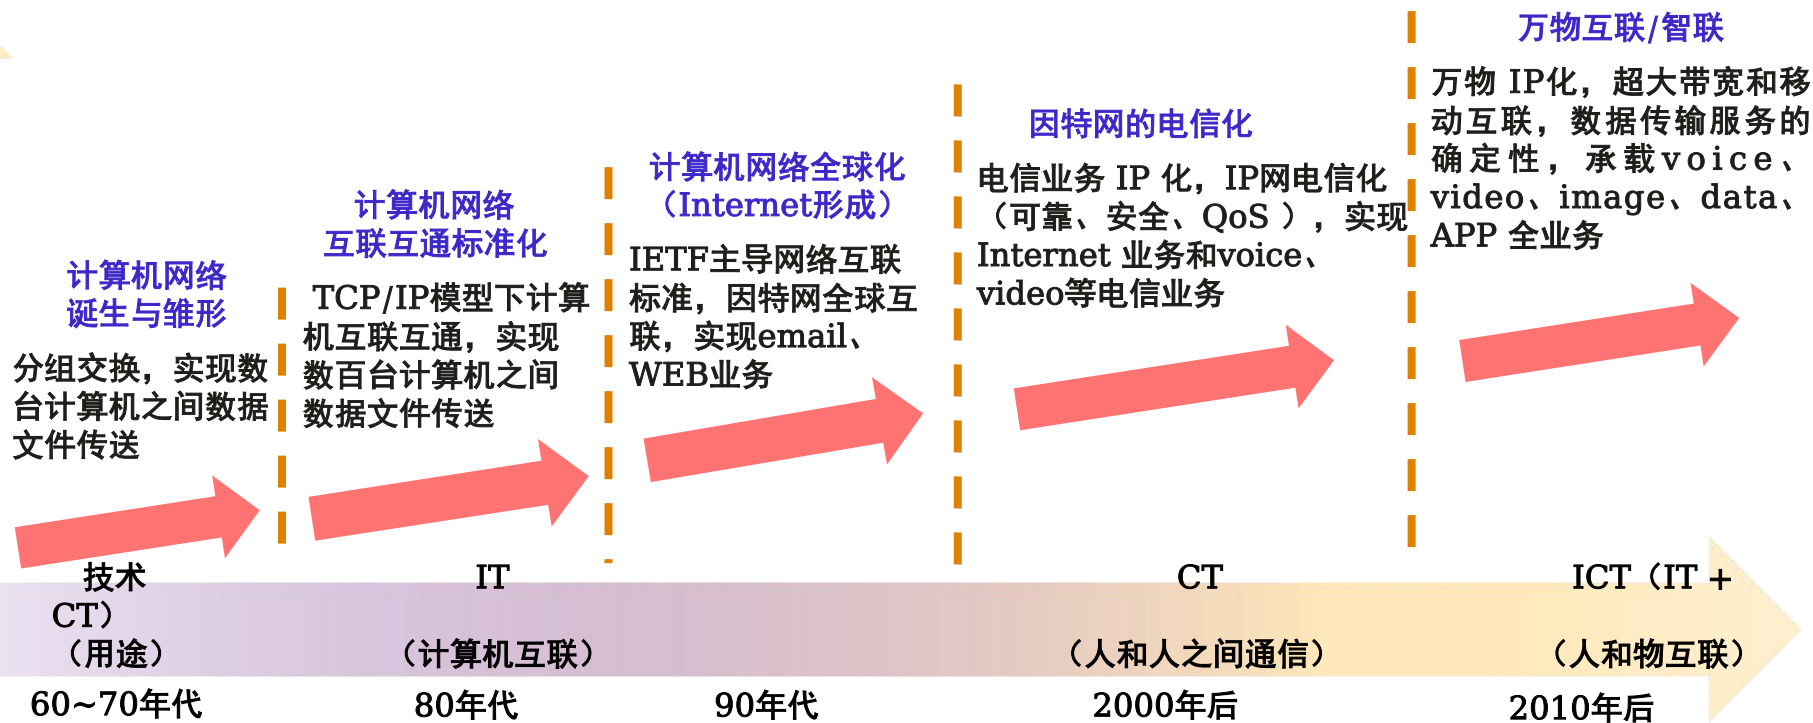 计算机网络
诞生与雏形
分组交换，实现数
台计算机之间数据
文件传送
计算机网络
互联互通标准化
TCP/IP模型下计算
机互联互通，实现
数百台计算机之间
数据文件传送
计算机网络全球化
（Internet形成）
IETF主导网络互联
标准，因特网全球互
联，实现email、
WEB业务
因特网的电信化
电信业务 IP 化，IP网电信化
（可靠、安全、QoS ），实现
Internet 业务和voice、
video等电信业务
万物互联/智联
万物 IP化，超大带宽和移
动互联，数据传输服务的
确定性，承载voice、
video、image、data、
APP 全业务
技术 IT CT ICT（IT +
CT）
（用途） （计算机互联） （人和人之间通信） （人和物互联）
60~70年代 80年代 90年代 2000年后 2010年后